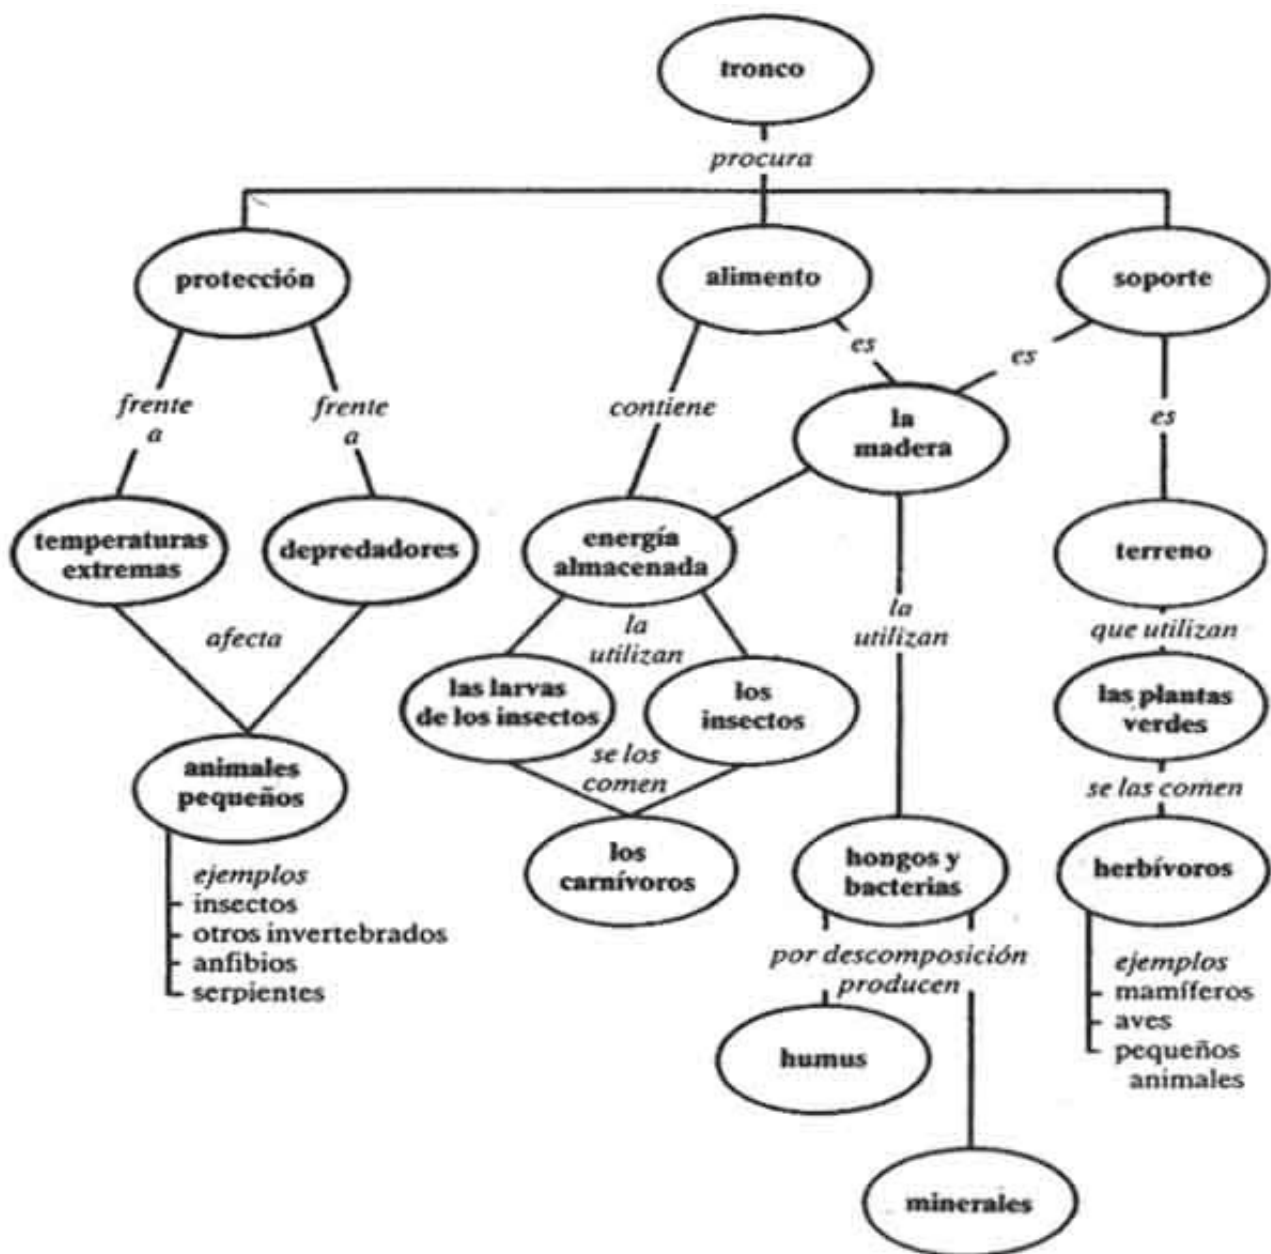 tronco
procura
protección
alimento
soporte
es
es
frente
a
frente
a
contiene
la
madera
es
temperaturas
extremas
depredadores
energía
almacenada
terreno
afecta
la
utilizan
la
utilizan
que utilizan
las larvas
de los insectos
los
insectos
las plantas
verdes
se los
comen
animales
pequeños
se las comen
los
carnívoros
hongos y
bacterias
herbívoros
ejemplos
insectos
otros invertebrados
anfibios
serpientes
por descomposición
producen
ejemplos
mamíferos
aves
pequeños
animales
humus
minerales